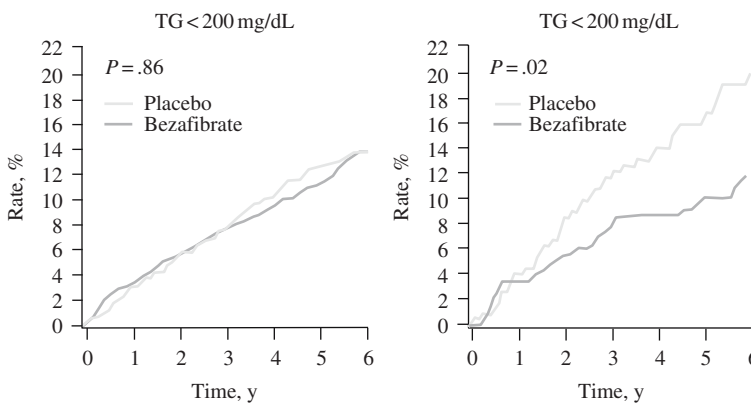 TG < 200 mg/dL
22
20
18
16
14
12
10
8
6
4
2
0
Rate, %
P = .86
Placebo
Bezafibrate
0 1 2 3 4 5 6
Time, y
TG < 200 mg/dL
22
20
18
16
14
12
10
8
6
4
2
0
Rate, %
P = .02
Placebo
Bezafibrate
0 1 2 3 4 5 6
Time, y